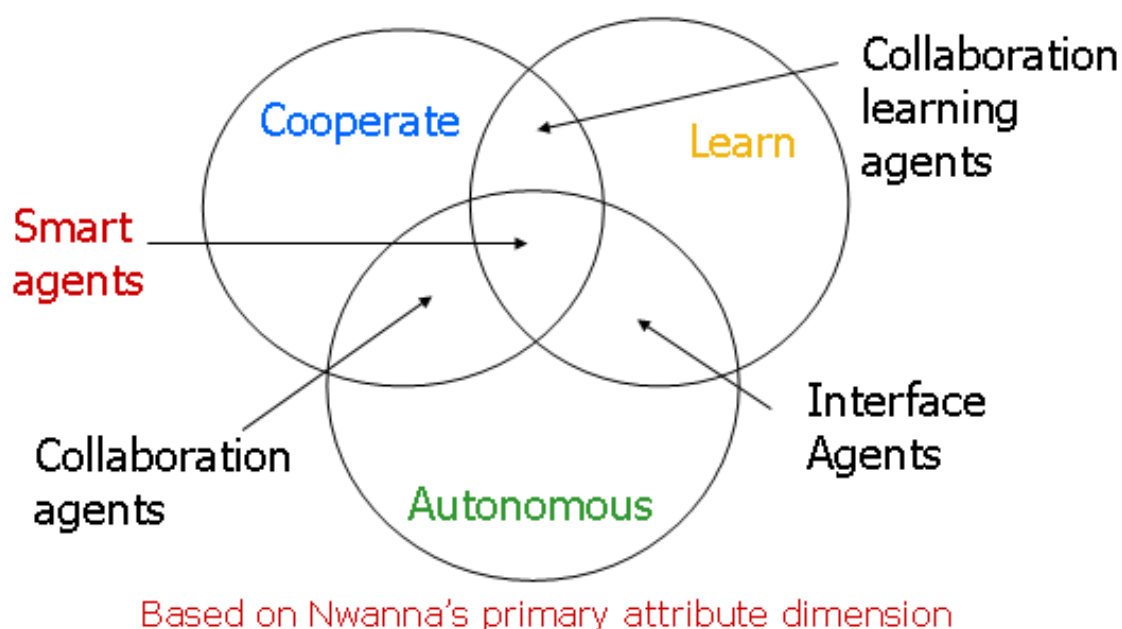 Cooperate
Learn
Collaboration
learning
agents
Smart
agents
Collaboration
agents
Interface
Agents
Autonomous
Based on Nwanna's primary attribute dimension